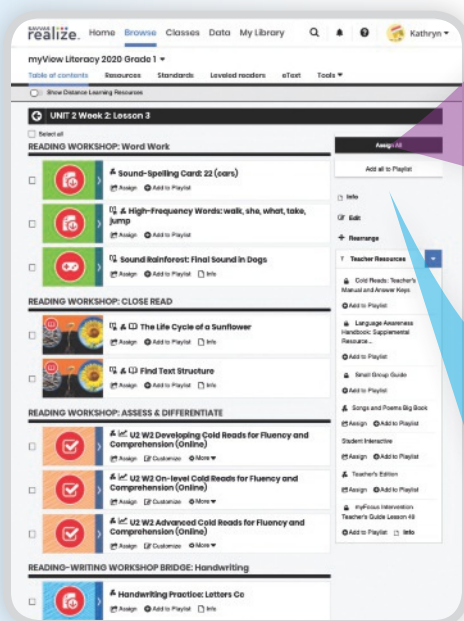 SAVVAS
realize.
Home Browse Classes Data My Library
Kathryn
myView Literacy 2020 Grade 1
Table of contents Resources Standards Leveled readers eText Tools
Show Distance Learning Resources
UNIT 2 Week 2: Lesson 3
Select all
READING WORKSHOP: Word Work
Sound-Spelling Card: 22 (cars)
Assign Add to Playlist
High-Frequency Words: walk, she, what, take,
jump
Assign Add to Playlist
Sound Rainforest: Final Sound in Dogs
Assign Add to Playlist Info
READING WORKSHOP: CLOSE READ
The Life Cycle of a Sunflower
Assign Add to Playlist Info
Find Text Structure
Assign Add to Playlist Info
READING WORKSHOP: ASSESS & DIFFERENTIATE
U2 W2 Developing Cold Reads for Fluency and
Comprehension (Online)
Assign Customize More
U2 W2 On-level Cold Reads for Fluency and
Comprehension (Online)
Assign Customize More
U2 W2 Advanced Cold Reads for Fluency and
Comprehension (Online)
Assign Customize More
READING-WRITING WORKSHOP BRIDGE: Handwriting
Handwriting Practice: Letters Cc
Assign Add to Playlist Info
Assign All
Add all to Playlist
Info
Edit
Rearrange
Teacher Resources
Cold Reads: Teacher's
Manual and Answer Keys
Add to Playlist
Language Awareness
Handbook: Supplemental
Resource...
Add to Playlist
Small Group Guide
Add to Playlist
Songs and Poems Big Book
Assign Add to Playlist
Student Interactive
Assign Add to Playlist
Teacher's Edition
Assign Add to Playlist
myFocus Intervention
Teacher's Guide Lesson 49
Add to Playlist Info